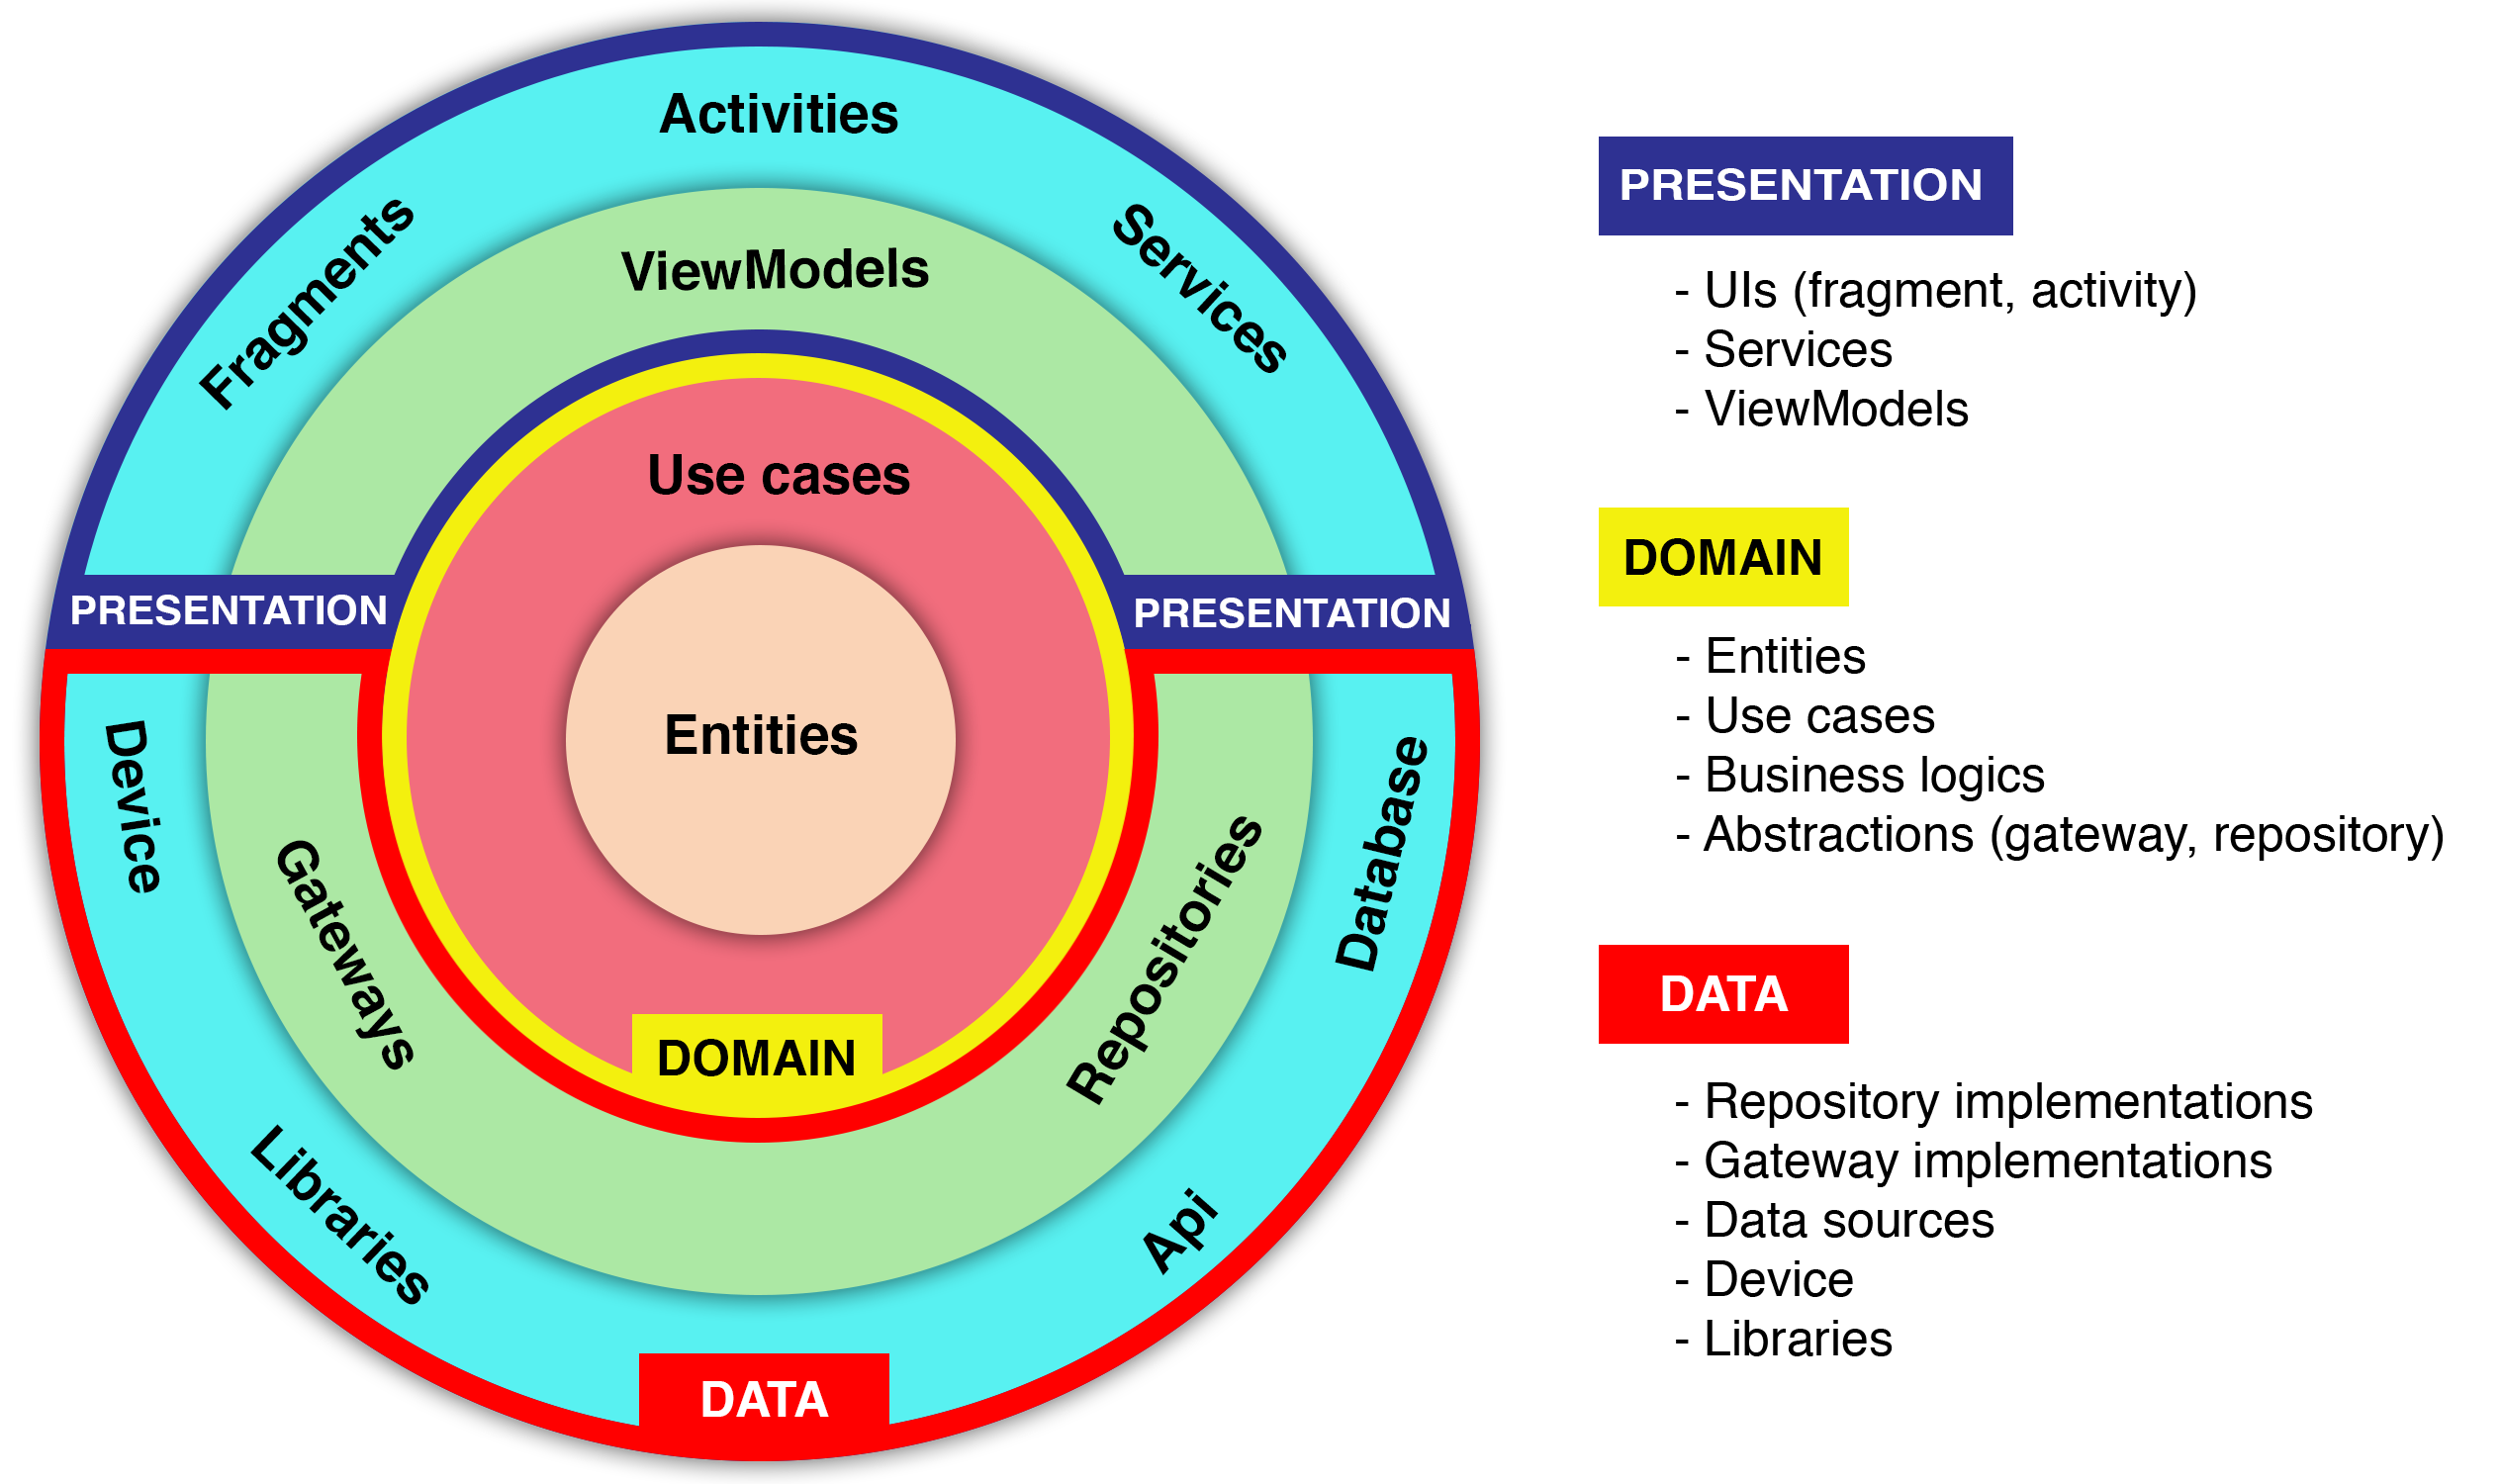 Activities
Fragments
Services
ViewModels
Use cases
PRESENTATION
PRESENTATION
Entities
Device
Gateways
Repositories
Database
DOMAIN
Libraries
Api
DATA
PRESENTATION
- UIs (fragment, activity)
- Services
- ViewModels
DOMAIN
- Entities
- Use cases
- Business logics
- Abstractions (gateway, repository)
DATA
- Repository implementations
- Gateway implementations
- Data sources
- Device
- Libraries